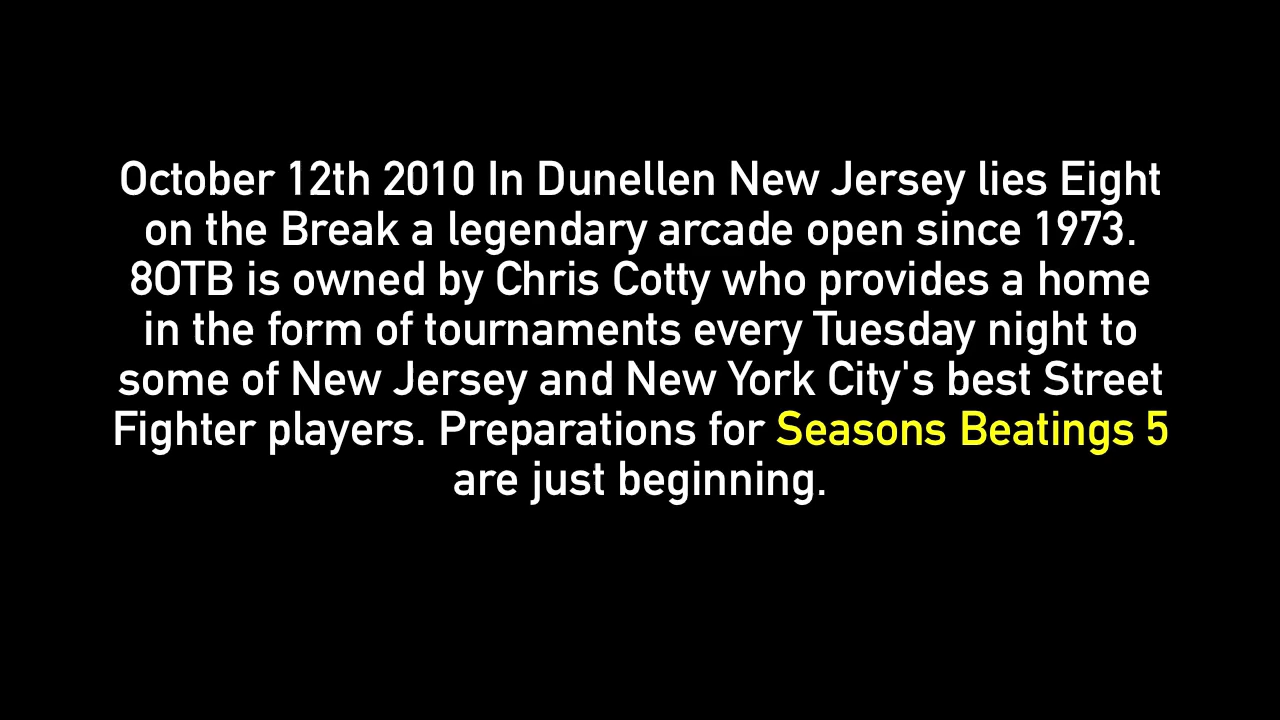 October 12th 2010 In Dunellen New Jersey lies Eight
on the Break a legendary arcade open since 1973.
8OTB is owned by Chris Cotty who provides a home
in the form of tournaments every Tuesday night to
some of New Jersey and New York City's best Street
Fighter players. Preparations for Seasons Beatings 5
are just beginning.